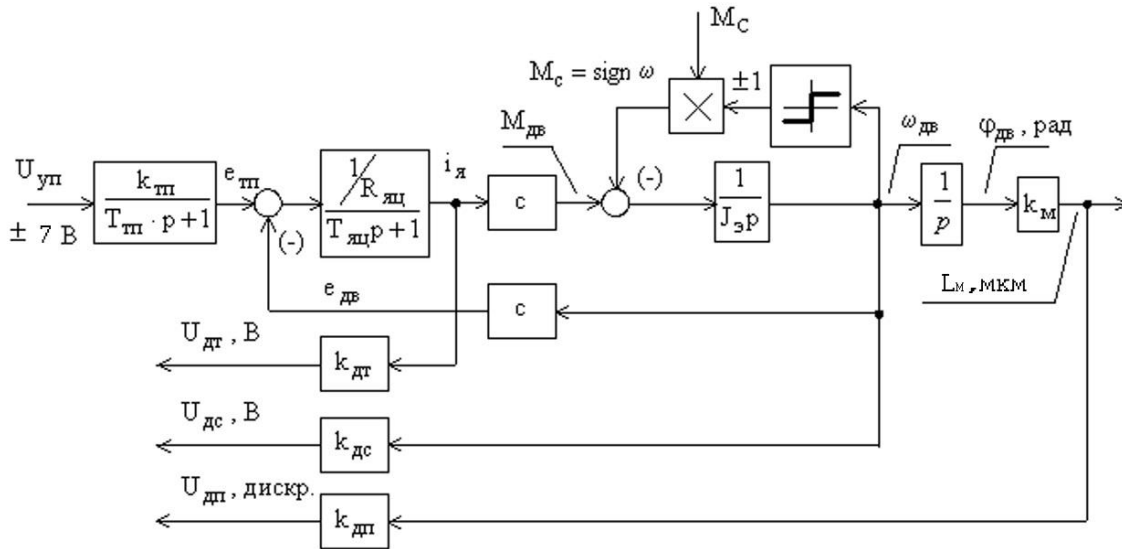 M_C
M_c = sign ω
±1
M_дв
ω_дв
φ_дв, рад
U_уп
± 7 В
k_тп
T_тп · p + 1
e_тп
(-)
1/R_яц
T_яц p + 1
i_я
c
(-)
1
J_э p
1
p
k_м
L_м, мкм
e_дв
c
U_дт, В
k_дт
U_дс, В
k_дс
U_дп, дискр.
k_дп